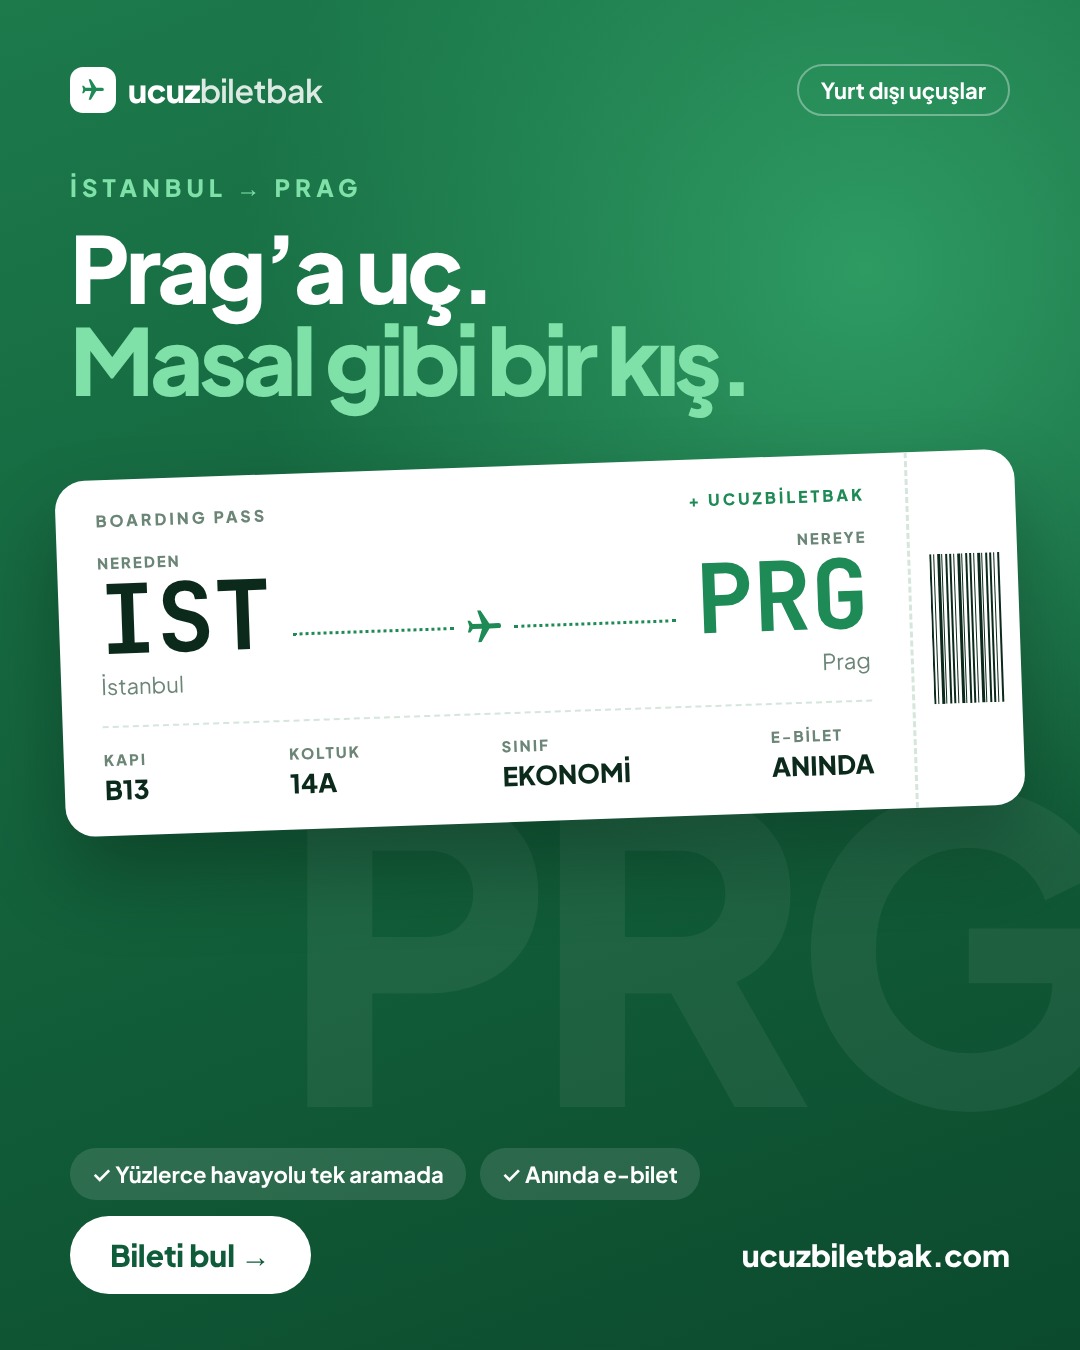 ucuzbiletbak
Yurt dışı uçuşlar
İSTANBUL → PRAG
Prag’a uç.
Masal gibi bir kış.
BOARDING PASS
+ UCUZBİLETBAK
NEREDEN
NEREYE
IST
PRG
İstanbul
Prag
KAPI
KOLTUK
SINIF
E-BİLET
B13
14A
EKONOMİ
ANINDA
PRG
✓ Yüzlerce havayolu tek aramada
✓ Anında e-bilet
Bileti bul →
ucuzbiletbak.com